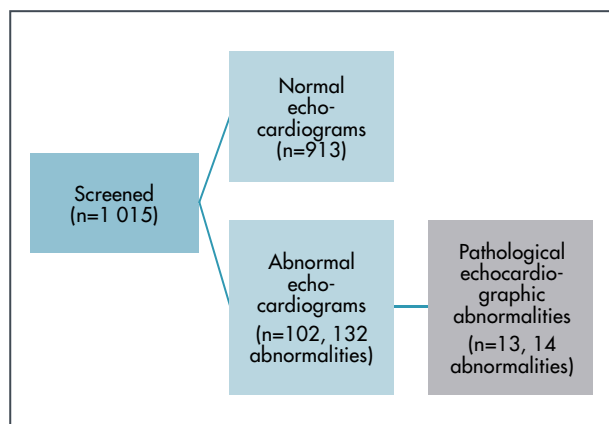 Normal
echo-
cardiograms
(n=913)
Screened
(n=1 015)
Abnormal
echo-
cardiograms
(n=102, 132
abnormalities)
Pathological
echocardio-
graphic
abnormalities
(n=13, 14
abnormalities)